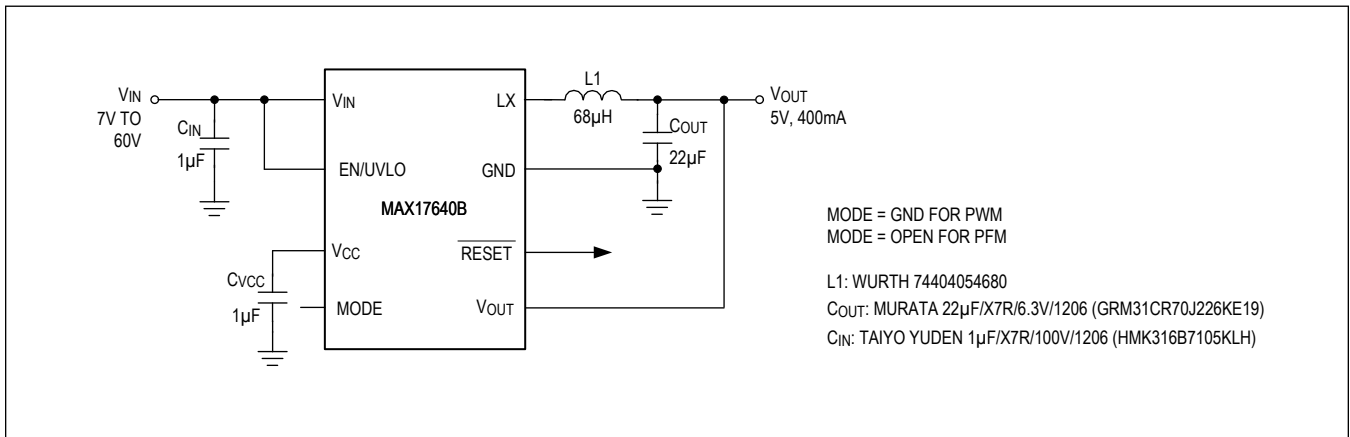 VIN
7V TO
60V
CIN
1µF
VIN
EN/UVLO
VCC
MODE
CVCC
1µF
MAX17640B
LX
GND
RESET
VOUT
L1
68µH
COUT
22µF
VOUT
5V, 400mA
MODE = GND FOR PWM
MODE = OPEN FOR PFM
L1: WURTH 74404054680
COUT: MURATA 22µF/X7R/6.3V/1206 (GRM31CR70J226KE19)
CIN: TAIYO YUDEN 1µF/X7R/100V/1206 (HMK316B7105KLH)